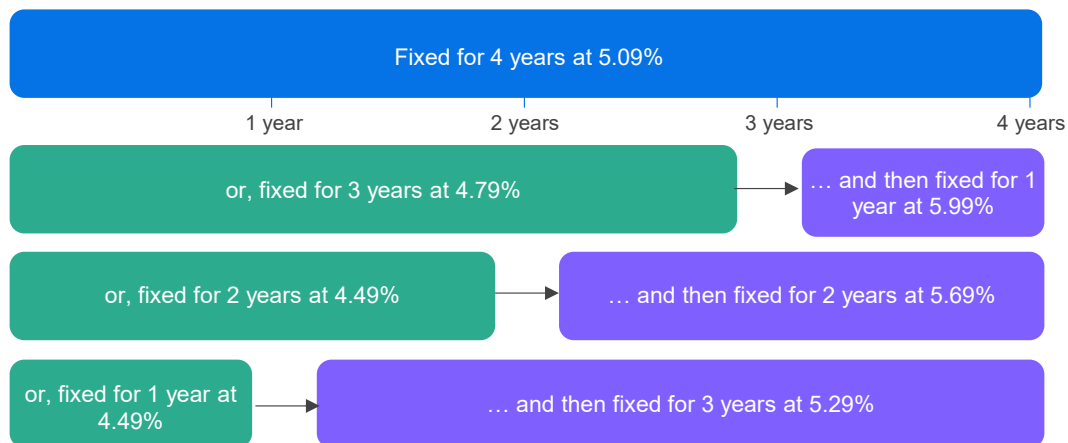 Fixed for 4 years at 5.09%
1 year
2 years
3 years
4 years
or, fixed for 3 years at 4.79%
… and then fixed for 1
year at 5.99%
or, fixed for 2 years at 4.49%
… and then fixed for 2 years at 5.69%
or, fixed for 1 year at
4.49%
… and then fixed for 3 years at 5.29%